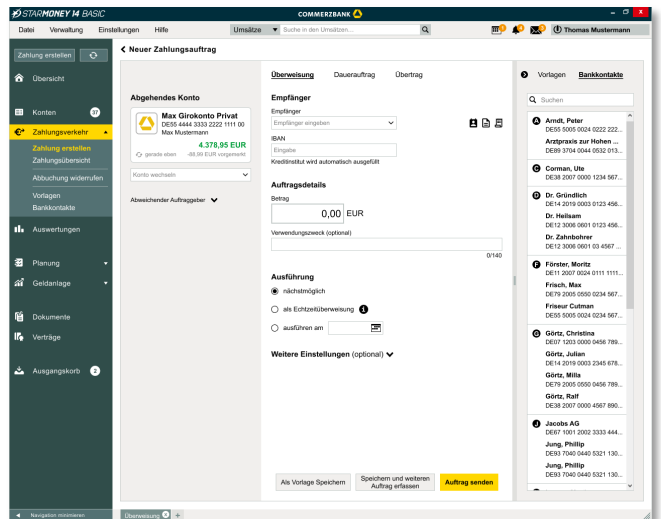 STARMONEY 14 BASIC
COMMERZBANK
Datei Verwaltung Einstellungen Hilfe
Umsätze Suche in den Umsätzen...
Thomas Mustermann
Zahlung erstellen
Übersicht
Konten 37
Zahlungsverkehr
Zahlung erstellen
Zahlungsübersicht
Abbuchung widerrufen
Vorlagen
Bankkontakte
Auswertungen
Planung
Geldanlage
Dokumente
Verträge
Ausgangskorb 2
Navigation minimieren
Neuer Zahlungsauftrag
Abgehendes Konto
Max Girokonto Privat
DE55 4444 3333 2222 1111 00
Max Mustermann
4.378,95 EUR
gerade eben -88,99 EUR vorgemerkt
Konto wechseln
Abweichender Auftraggeber
Überweisung Dauerauftrag Übertrag
Empfänger
Empfänger
Empfänger eingeben
IBAN
Eingabe
Kreditinstitut wird automatisch ausgefüllt
Auftragsdetails
Betrag
0,00 EUR
Verwendungszweck (optional)
0/140
Ausführung
nächstmöglich
als Echtzeitüberweisung
ausführen am
Weitere Einstellungen (optional)
Als Vorlage Speichern
Speichern und weiteren
Auftrag erfassen
Auftrag senden
Vorlagen Bankkontakte
Suchen
A Arndt, Peter
DE55 5005 0024 0222 222...
Arztpraxis zur Hohen ...
DE89 3704 0044 0532 013...
C Corman, Ute
DE38 2007 0000 1234 567...
D Dr. Gründlich
DE14 2019 0003 0123 456...
Dr. Heilsam
DE12 3006 0601 0123 456...
Dr. Zahnbohrer
DE12 3006 0601 03 4567 ...
F Förster, Moritz
DE11 2007 0024 0111 1111...
Frisch, Max
DE79 2005 0550 0234 567...
Friseur Cutman
DE55 5005 0024 0234 567...
G Görtz, Christina
DE07 1203 0000 0456 789...
Görtz, Julian
DE14 2019 0003 2345 678...
Görtz, Milla
DE79 2005 0550 0456 789...
Görtz, Ralf
DE38 2007 0000 4567 890...
J Jacobs AG
DE67 1001 2002 3333 444...
Jung, Phillip
DE93 7040 0440 5321 130...
Jung, Phillip
DE93 7040 0440 5321 130...
Überweisung